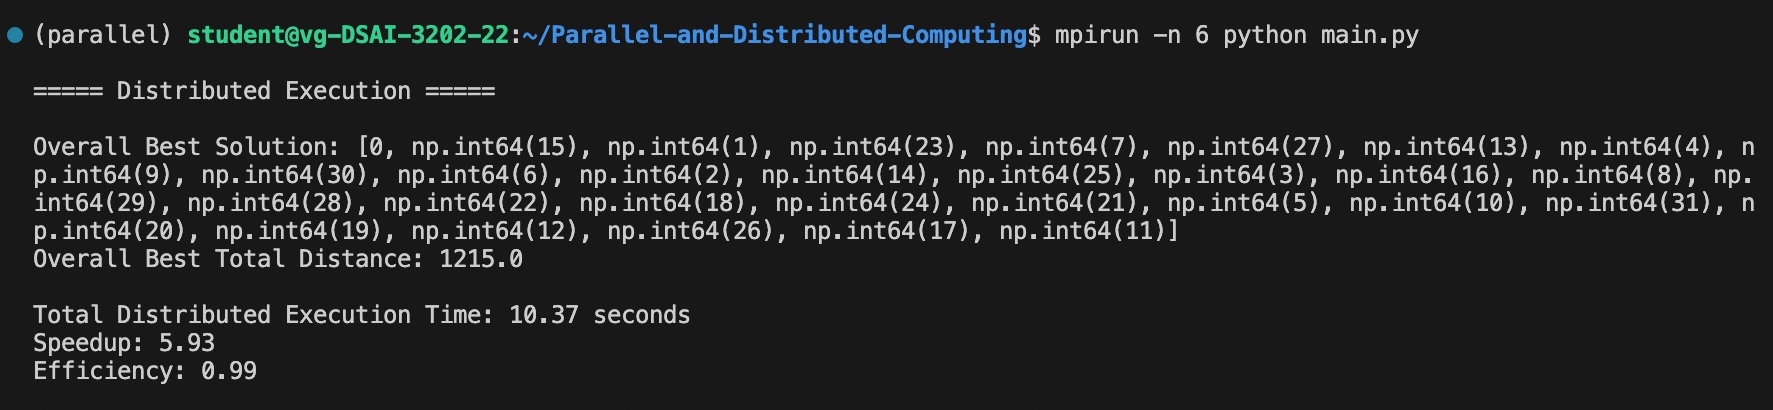 (parallel) student@vg-DSAI-3202-22:~/Parallel-and-Distributed-Computing$ mpirun -n 6 python main.py
===== Distributed Execution =====
Overall Best Solution: [0, np.int64(15), np.int64(1), np.int64(23), np.int64(7), np.int64(27), np.int64(13), np.int64(4), n
p.int64(9), np.int64(30), np.int64(6), np.int64(2), np.int64(14), np.int64(25), np.int64(3), np.int64(16), np.int64(8), np.
int64(29), np.int64(28), np.int64(22), np.int64(18), np.int64(24), np.int64(21), np.int64(5), np.int64(10), np.int64(31), n
p.int64(20), np.int64(19), np.int64(12), np.int64(26), np.int64(17), np.int64(11)]
Overall Best Total Distance: 1215.0
Total Distributed Execution Time: 10.37 seconds
Speedup: 5.93
Efficiency: 0.99